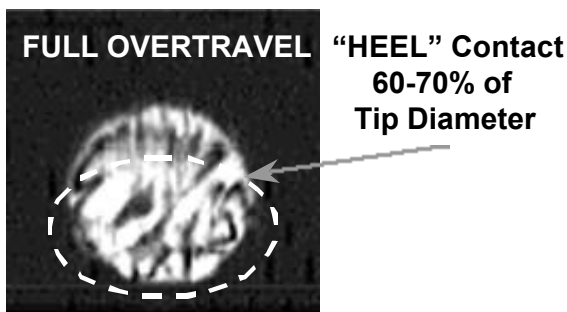 FULL OVERTRAVEL
“HEEL” Contact
60-70% of
Tip Diameter